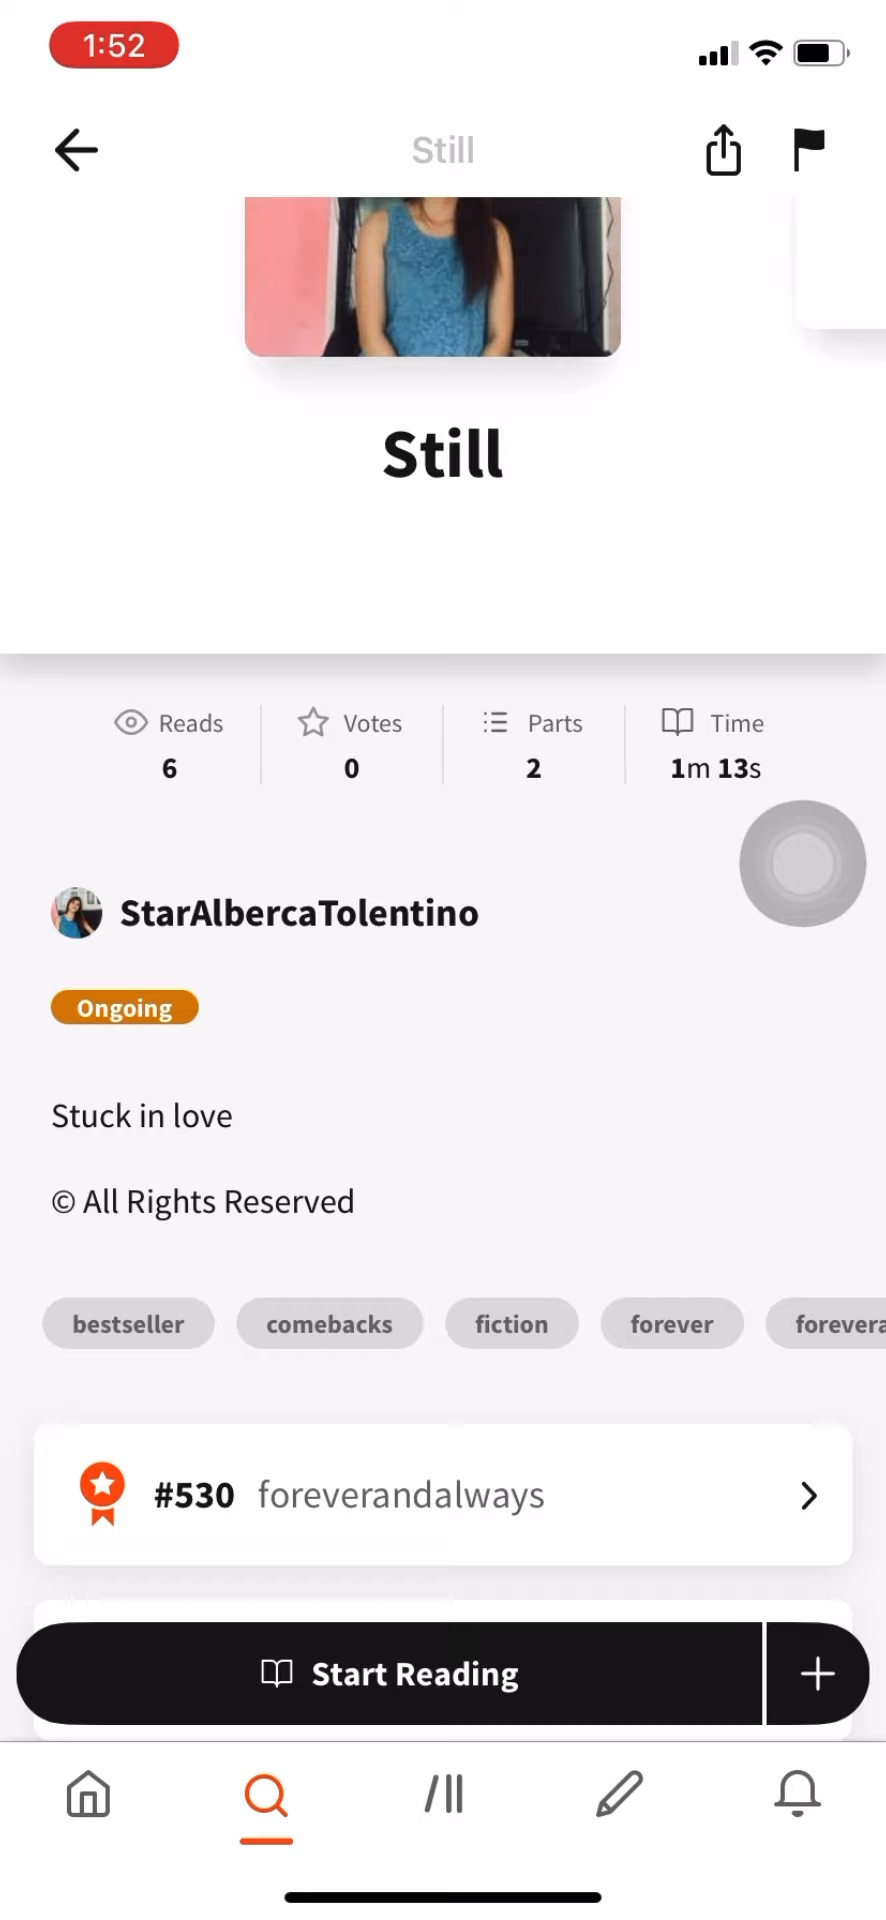 1:52
Still
Still
Reads Votes Parts Time
6 0 2 1m 13s
StarAlbercaTolentino
Ongoing
Stuck in love
© All Rights Reserved
bestseller comebacks fiction forever forevera
#530 foreverandalways
Start Reading